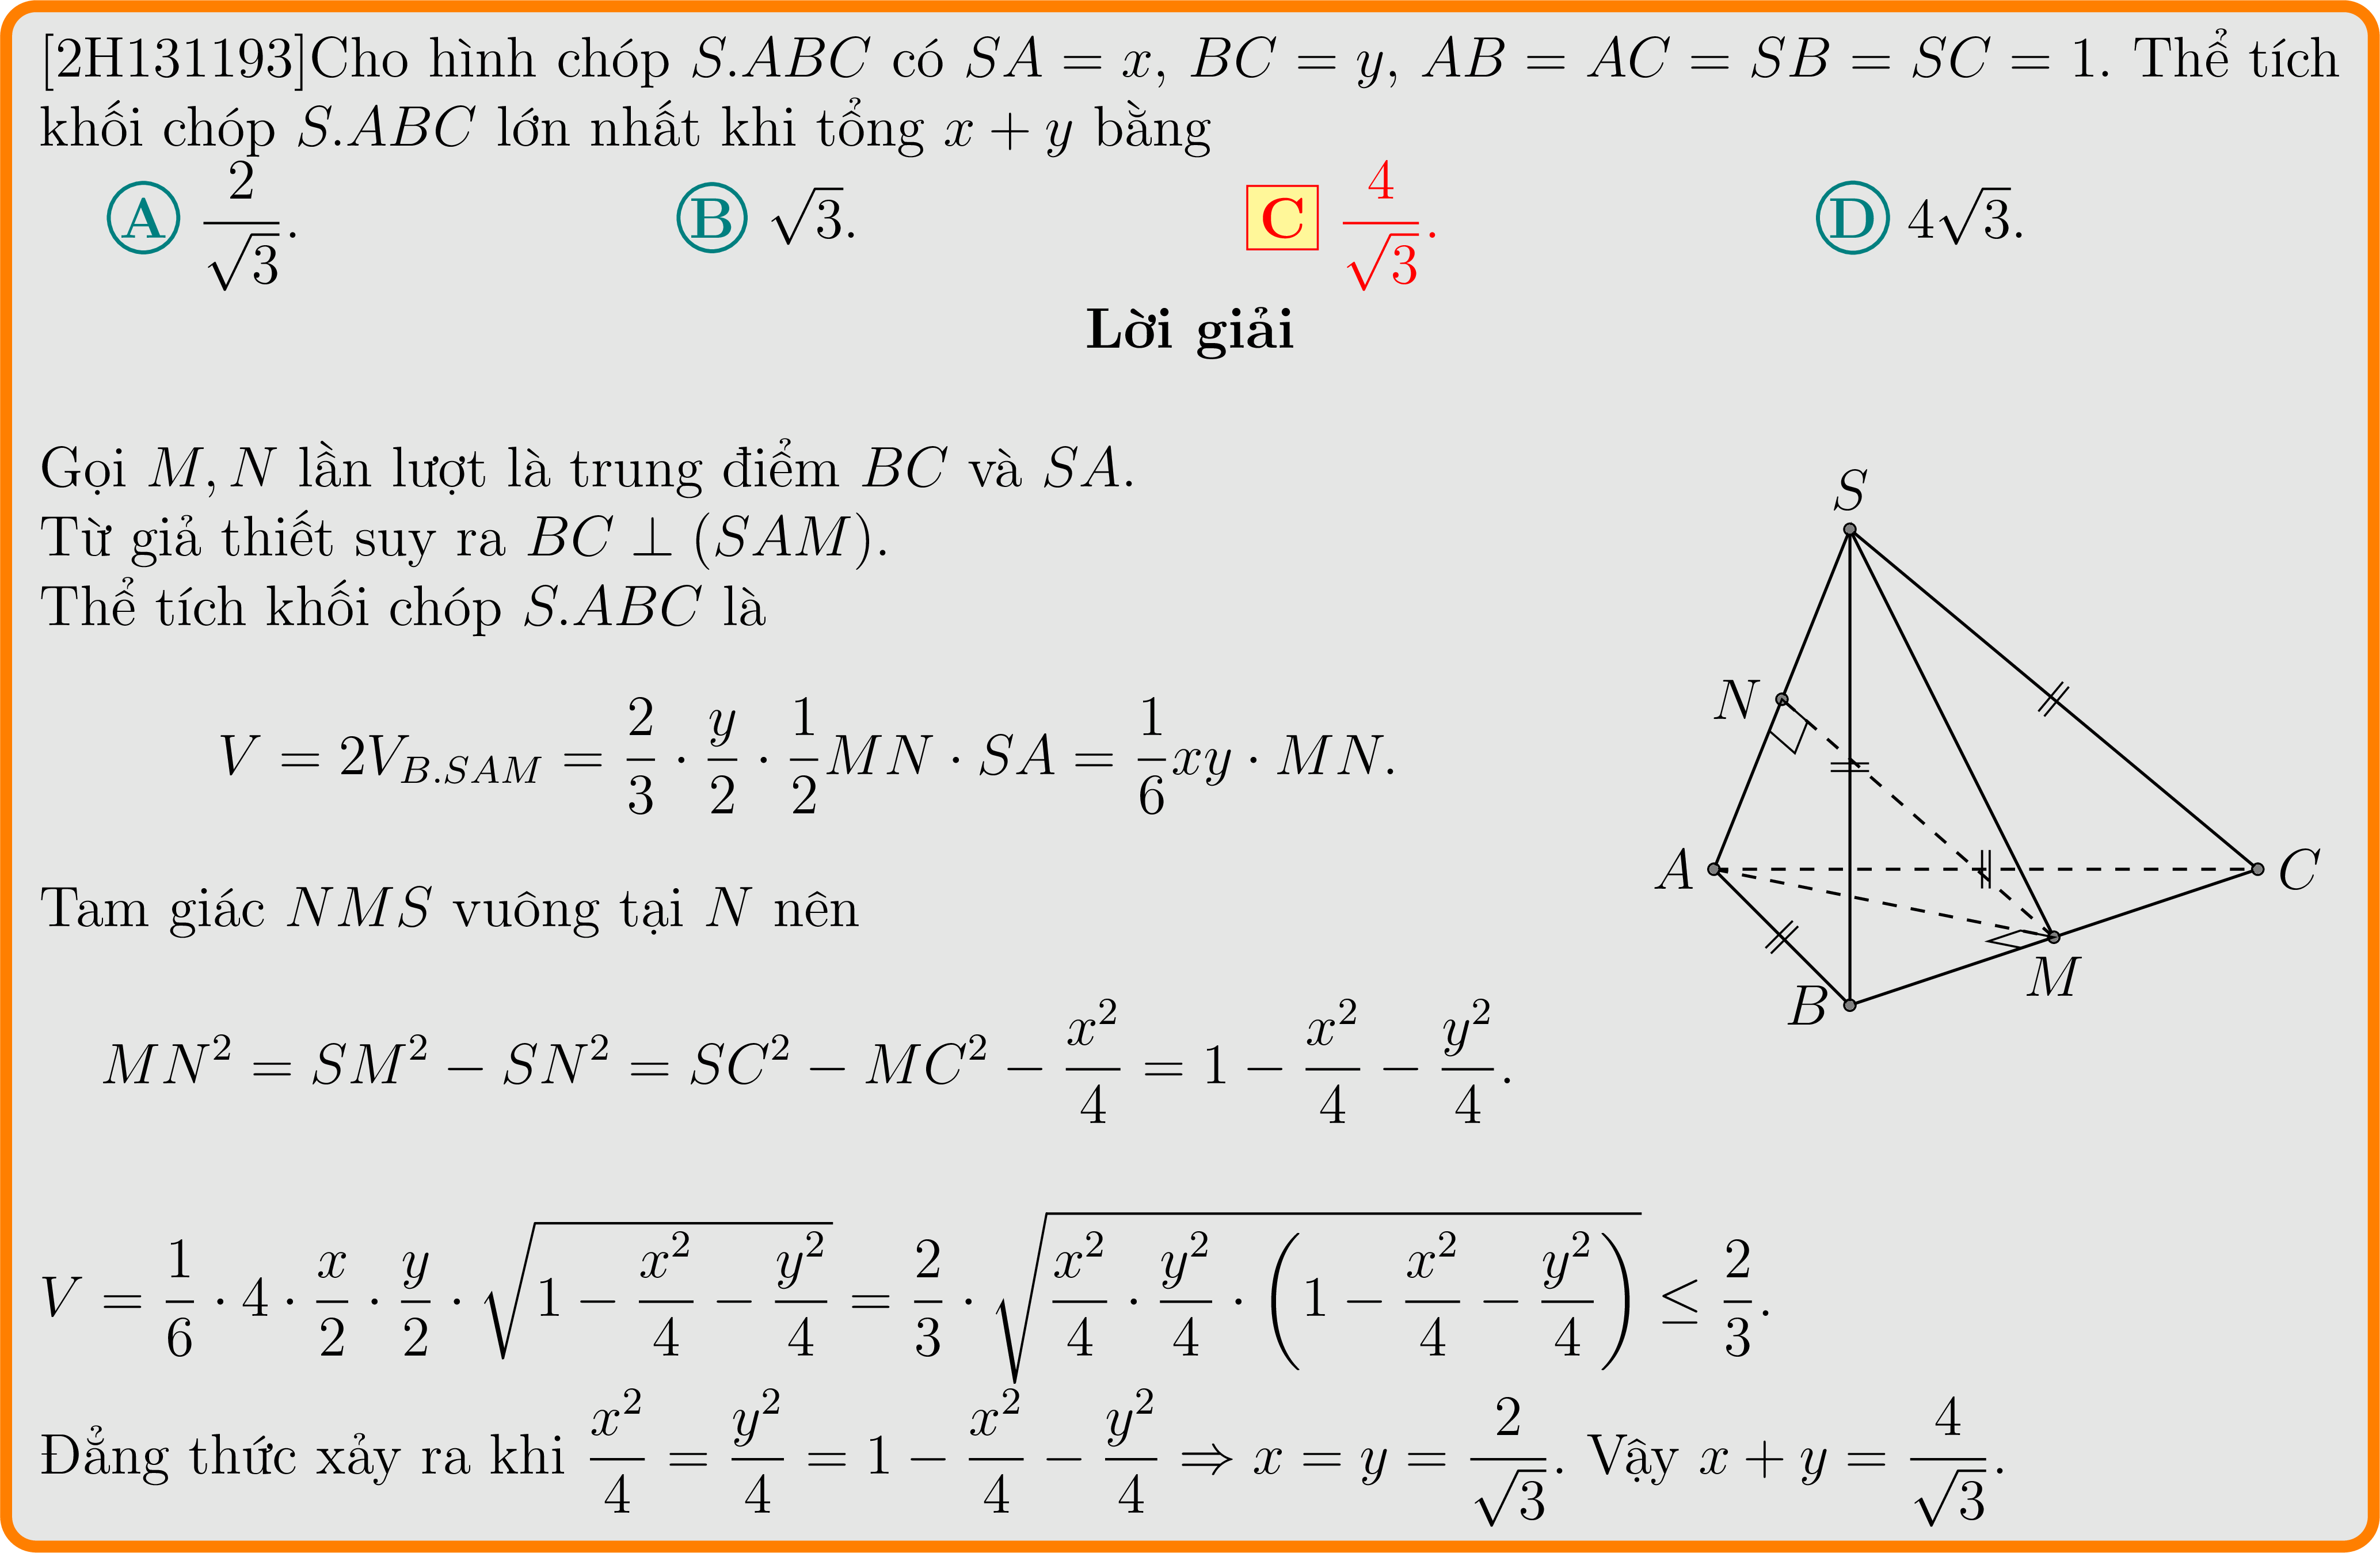 [2H131193]Cho hình chóp S.ABC có SA = x, BC = y, AB = AC = SB = SC = 1. Thể tích
khối chóp S.ABC lớn nhất khi tổng x + y bằng
A $\frac{2}{\sqrt{3}}$. B $\sqrt{3}$. C $\frac{4}{\sqrt{3}}$. D $4\sqrt{3}$.
Lời giải
Gọi M, N lần lượt là trung điểm BC và SA.
Từ giả thiết suy ra BC ⊥ (SAM).
Thể tích khối chóp S.ABC là
$V = 2V_{B.SAM} = \frac{2}{3} \cdot \frac{y}{2} \cdot \frac{1}{2} MN \cdot SA = \frac{1}{6} xy \cdot MN.$
Tam giác NMS vuông tại N nên
$MN^2 = SM^2 - SN^2 = SC^2 - MC^2 - \frac{x^2}{4} = 1 - \frac{x^2}{4} - \frac{y^2}{4}.$
S
N
A
C
M
B
$V = \frac{1}{6} \cdot 4 \cdot \frac{x}{2} \cdot \frac{y}{2} \cdot \sqrt{1 - \frac{x^2}{4} - \frac{y^2}{4}} = \frac{2}{3} \cdot \sqrt{\frac{x^2}{4} \cdot \frac{y^2}{4} \cdot \left(1 - \frac{x^2}{4} - \frac{y^2}{4}\right)} \leq \frac{2}{3}.$
Đẳng thức xảy ra khi $\frac{x^2}{4} = \frac{y^2}{4} = 1 - \frac{x^2}{4} - \frac{y^2}{4} \Rightarrow x = y = \frac{2}{\sqrt{3}}$. Vậy $x + y = \frac{4}{\sqrt{3}}$.